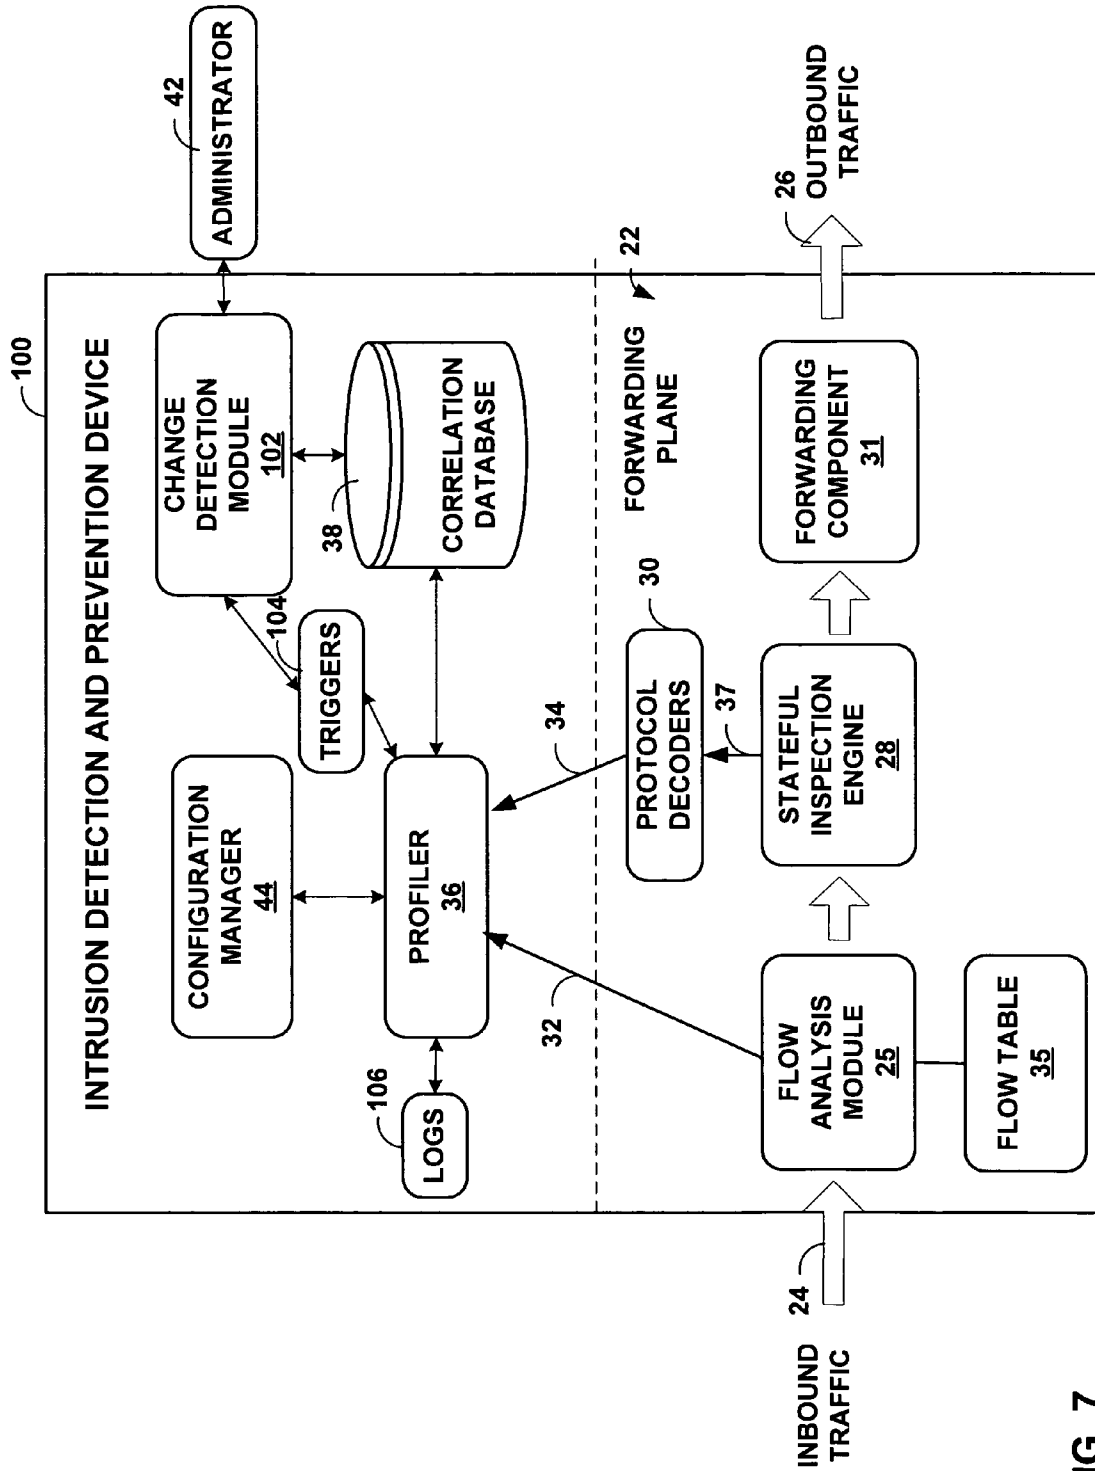 100
INTRUSION DETECTION AND PREVENTION DEVICE
42
ADMINISTRATOR
CONFIGURATION
MANAGER
44
CHANGE
DETECTION
MODULE
102
104
TRIGGERS
106
LOGS
PROFILER
36
38
CORRELATION
DATABASE
32
34
FORWARDING
PLANE
22
PROTOCOL
DECODERS
30
37
INBOUND
TRAFFIC
24
FLOW
ANALYSIS
MODULE
25
STATEFUL
INSPECTION
ENGINE
28
FORWARDING
COMPONENT
31
26
OUTBOUND
TRAFFIC
FLOW TABLE
35
IG. 7